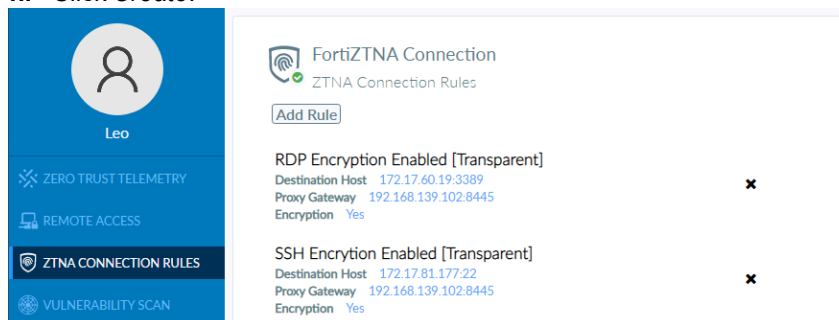 Leo
ZERO TRUST TELEMETRY
REMOTE ACCESS
ZTNA CONNECTION RULES
VULNERABILITY SCAN
FortiZTNA Connection
ZTNA Connection Rules
Add Rule
RDP Encryption Enabled [Transparent]
Destination Host 172.17.60.19:3389
Proxy Gateway 192.168.139.102:8445
Encryption Yes
SSH Encrytion Enabled [Transparent]
Destination Host 172.17.81.177:22
Proxy Gateway 192.168.139.102:8445
Encryption Yes